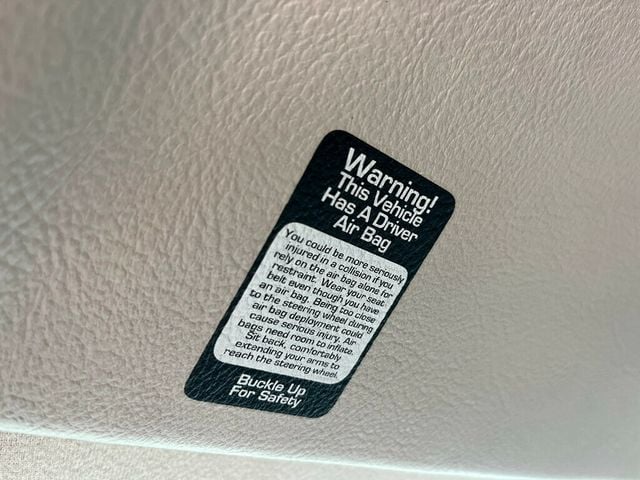 Warning!
This Vehicle
Has A Driver
Air Bag
You could be more seriously
injured in a collision if you
rely on the air bag alone for
restraint. Wear your seat
belt even though you have
an air bag. Being too close
to the steering wheel during
air bag deployment could
cause serious injury. Air
bags need room to inflate.
Sit back, comfortably
extending your arms to
reach the steering wheel.
Buckle Up
For Safety